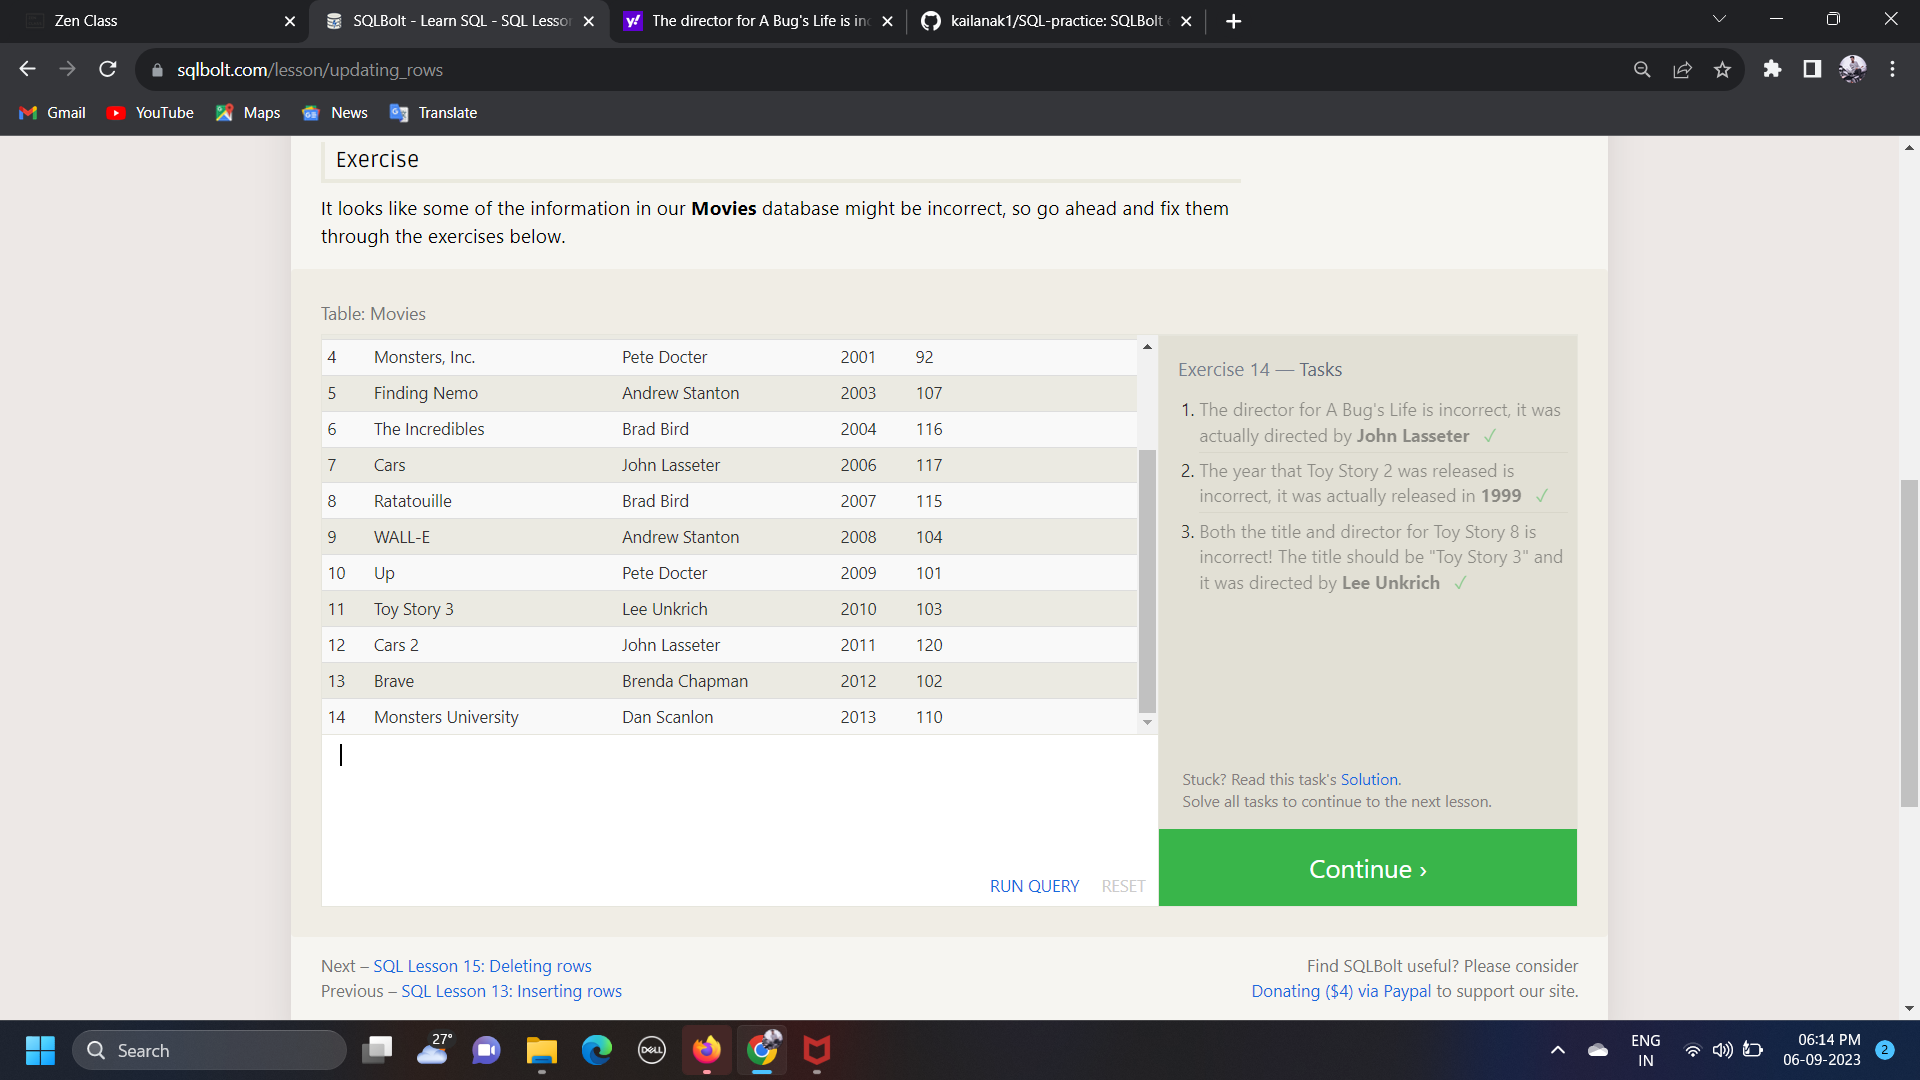 Zen Class
SQLBolt - Learn SQL - SQL Lesson
The director for A Bug's Life is in
kailanak1/SQL-practice: SQLBolt
sqlbolt.com/lesson/updating_rows
Gmail
YouTube
Maps
News
Translate
Exercise
It looks like some of the information in our Movies database might be incorrect, so go ahead and fix them
through the exercises below.
Table: Movies
4 Monsters, Inc. Pete Docter 2001 92
5 Finding Nemo Andrew Stanton 2003 107
6 The Incredibles Brad Bird 2004 116
7 Cars John Lasseter 2006 117
8 Ratatouille Brad Bird 2007 115
9 WALL-E Andrew Stanton 2008 104
10 Up Pete Docter 2009 101
11 Toy Story 3 Lee Unkrich 2010 103
12 Cars 2 John Lasseter 2011 120
13 Brave Brenda Chapman 2012 102
14 Monsters University Dan Scanlon 2013 110
RUN QUERY RESET
Exercise 14 — Tasks
1. The director for A Bug's Life is incorrect, it was
actually directed by John Lasseter ✓
2. The year that Toy Story 2 was released is
incorrect, it was actually released in 1999 ✓
3. Both the title and director for Toy Story 8 is
incorrect! The title should be "Toy Story 3" and
it was directed by Lee Unkrich ✓
Stuck? Read this task's Solution.
Solve all tasks to continue to the next lesson.
Continue ›
Next – SQL Lesson 15: Deleting rows
Previous – SQL Lesson 13: Inserting rows
Find SQLBolt useful? Please consider
Donating ($4) via Paypal to support our site.
Search
27°
DELL
ENG
IN
06:14 PM
06-09-2023
2